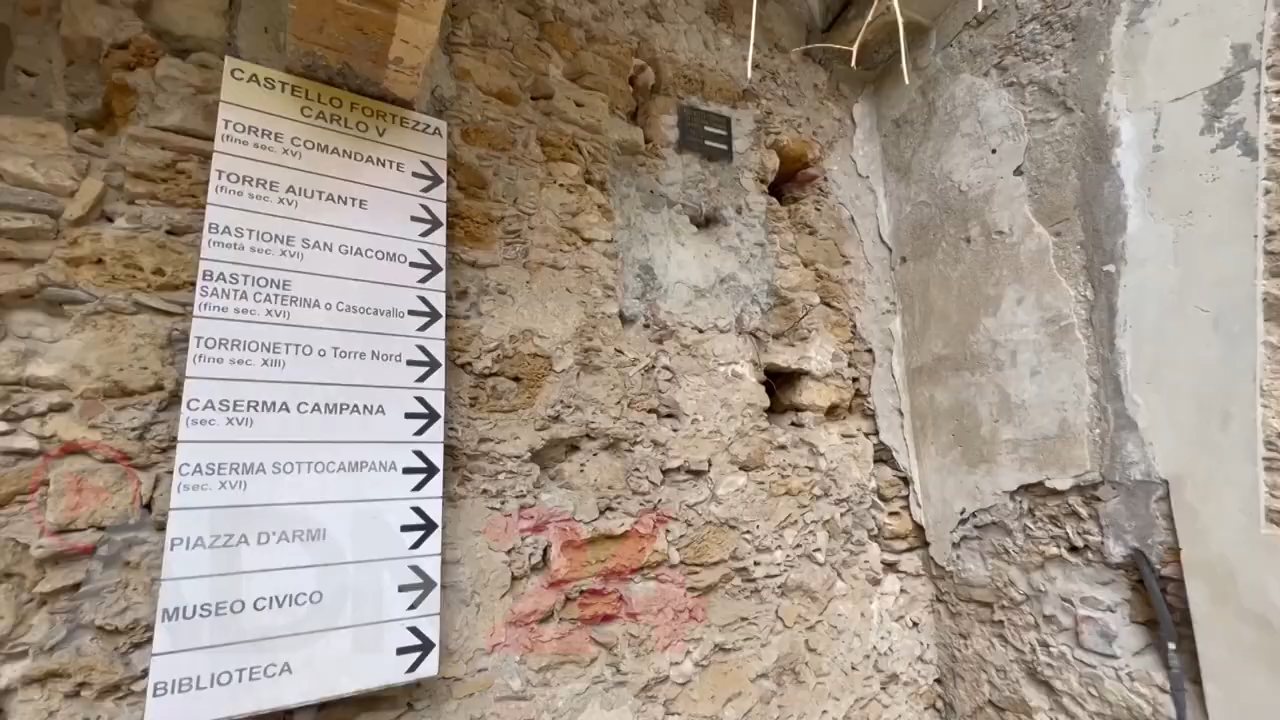 CASTELLO FORTEZZA
CARLO V
TORRE COMANDANTE
(fine sec. XV)
TORRE AIUTANTE
(fine sec. XV)
BASTIONE SAN GIACOMO
(metà sec. XVI)
BASTIONE
SANTA CATERINA o Casocavallo
(fine sec. XVI)
TORRIONETTO o Torre Nord
(fine sec. XIII)
CASERMA CAMPANA
(sec. XVI)
CASERMA SOTTOCAMPANA
(sec. XVI)
PIAZZA D'ARMI
MUSEO CIVICO
BIBLIOTECA